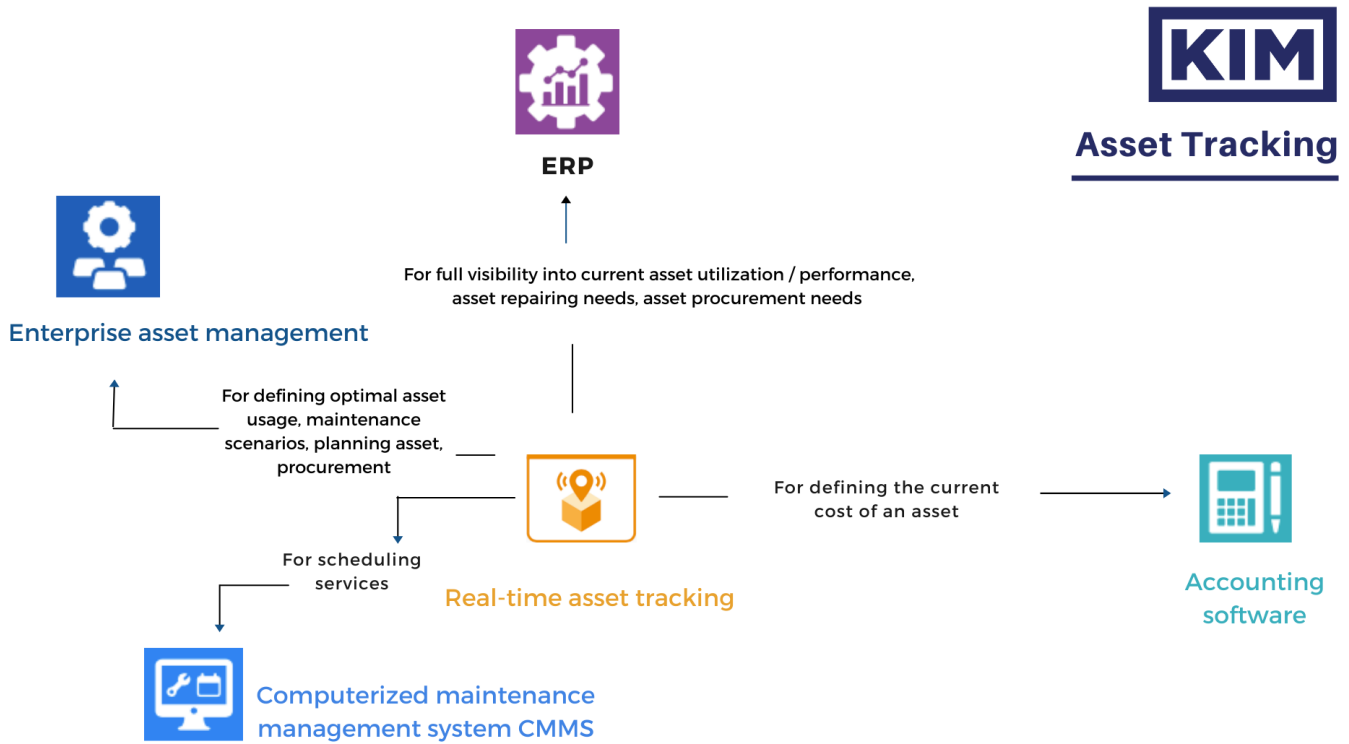 KIM
Asset Tracking
ERP
For full visibility into current asset utilization / performance,
asset repairing needs, asset procurement needs
Enterprise asset management
For defining optimal asset
usage, maintenance
scenarios, planning asset,
procurement
For defining the current
cost of an asset
For scheduling
services
Real-time asset tracking
Accounting
software
Computerized maintenance
management system CMMS